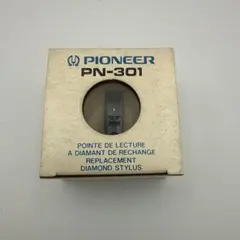 PIONEER
PN-301
POINTE DE LECTURE
A DIAMANT DE RECHANGE
REPLACEMENT
DIAMOND STYLUS